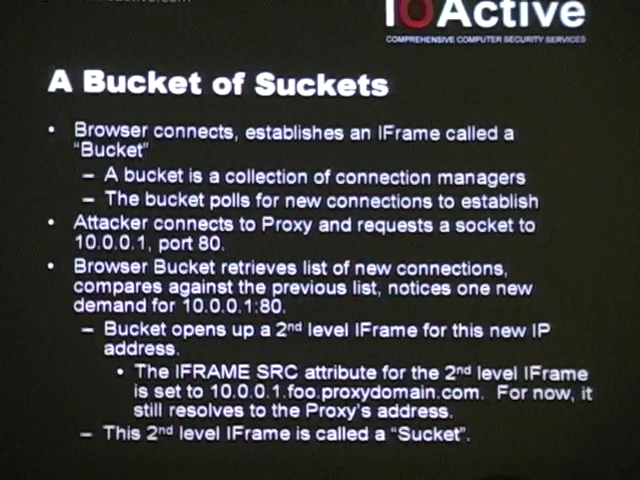 IOActive
COMPREHENSIVE COMPUTER SECURITY SERVICES
A Bucket of Suckets
• Browser connects, establishes an IFrame called a
"Bucket"
– A bucket is a collection of connection managers
– The bucket polls for new connections to establish
• Attacker connects to Proxy and requests a socket to
10.0.0.1, port 80.
• Browser Bucket retrieves list of new connections,
compares against the previous list, notices one new
demand for 10.0.0.1:80.
– Bucket opens up a 2nd level IFrame for this new IP
address.
• The IFRAME SRC attribute for the 2nd level IFrame
is set to 10.0.0.1.foo.proxydomain.com. For now, it
still resolves to the Proxy's address.
– This 2nd level IFrame is called a "Sucket".